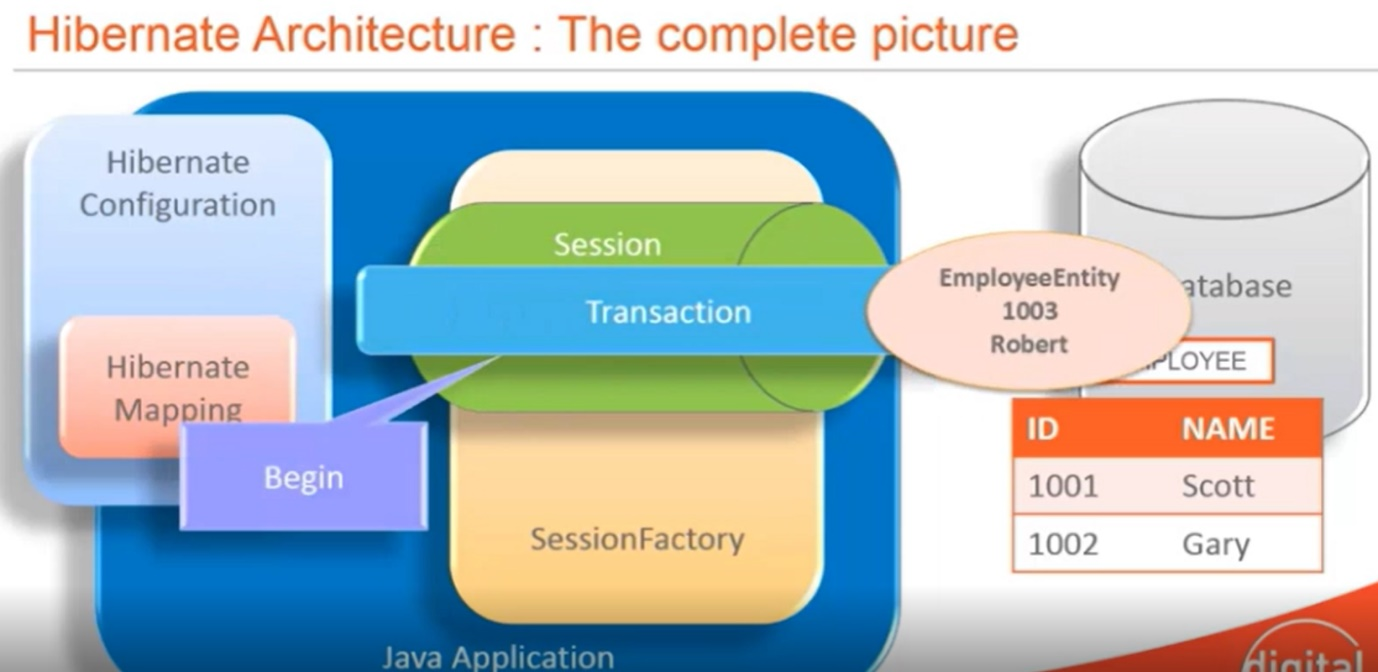 Hibernate Architecture : The complete picture
Hibernate
Configuration
Hibernate
Mapping
Begin
Session
Transaction
SessionFactory
Java Application
EmployeeEntity
1003
Robert
atabase
PLOYEE
ID NAME
1001 Scott
1002 Gary
digital